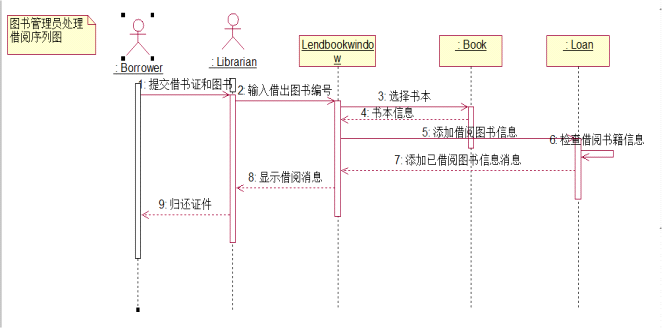 图书管理员处理
借阅序列图
: Borrower
: Librarian
Lendbookwindo
w
: Book
: Loan
1: 提交借书证和图书
2: 输入借出图书编号
3: 选择书本
4: 书本信息
5: 添加借阅图书信息
6: 检查借阅书籍信息
7: 添加已借阅图书信息消息
8: 显示借阅消息
9: 归还证件